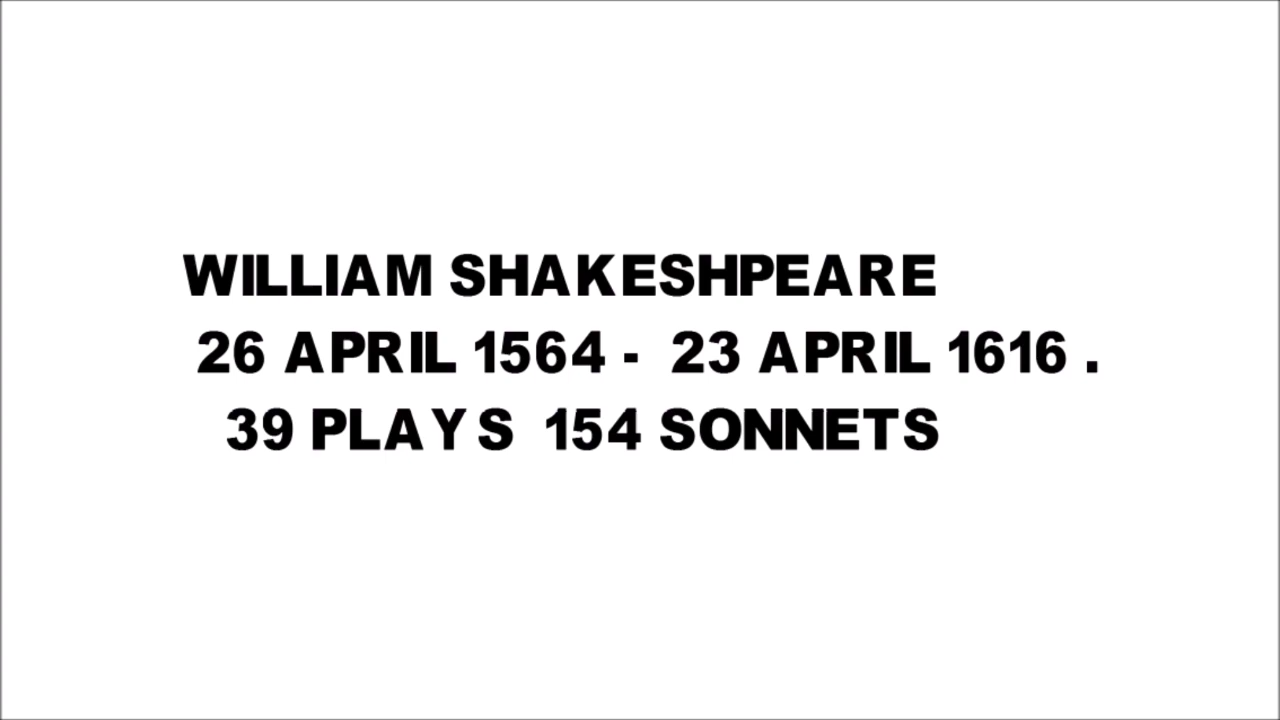 WILLIAM SHAKESHPEARE
26 APRIL 1564 - 23 APRIL 1616 .
39 PLAYS 154 SONNETS